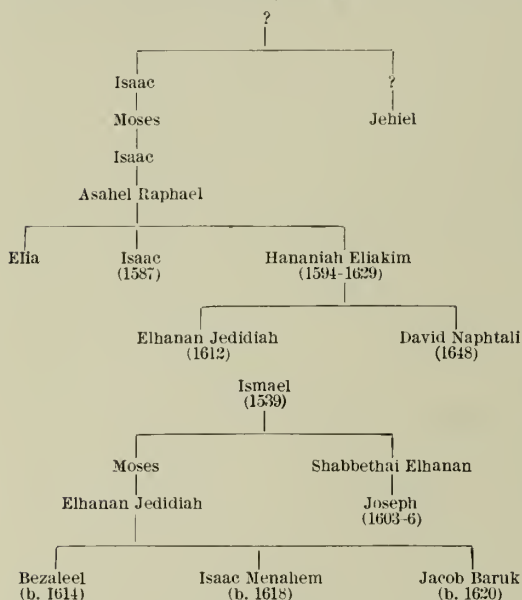 ?
Isaac ?
Moses Jehiel
Isaac
Asahel Raphael
Elia Isaac Hananiah Eliakim
(1587) (1594-1629)
Elhanan Jedidiah David Naphtali
(1612) (1648)
Ismael
(1539)
Moses Shabbethai Elhanan
Elhanan Jedidiah Joseph
(1603-6)
Bezaleel Isaac Menahem Jacob Baruk
(b. 1614) (b. 1618) (b. 1620)